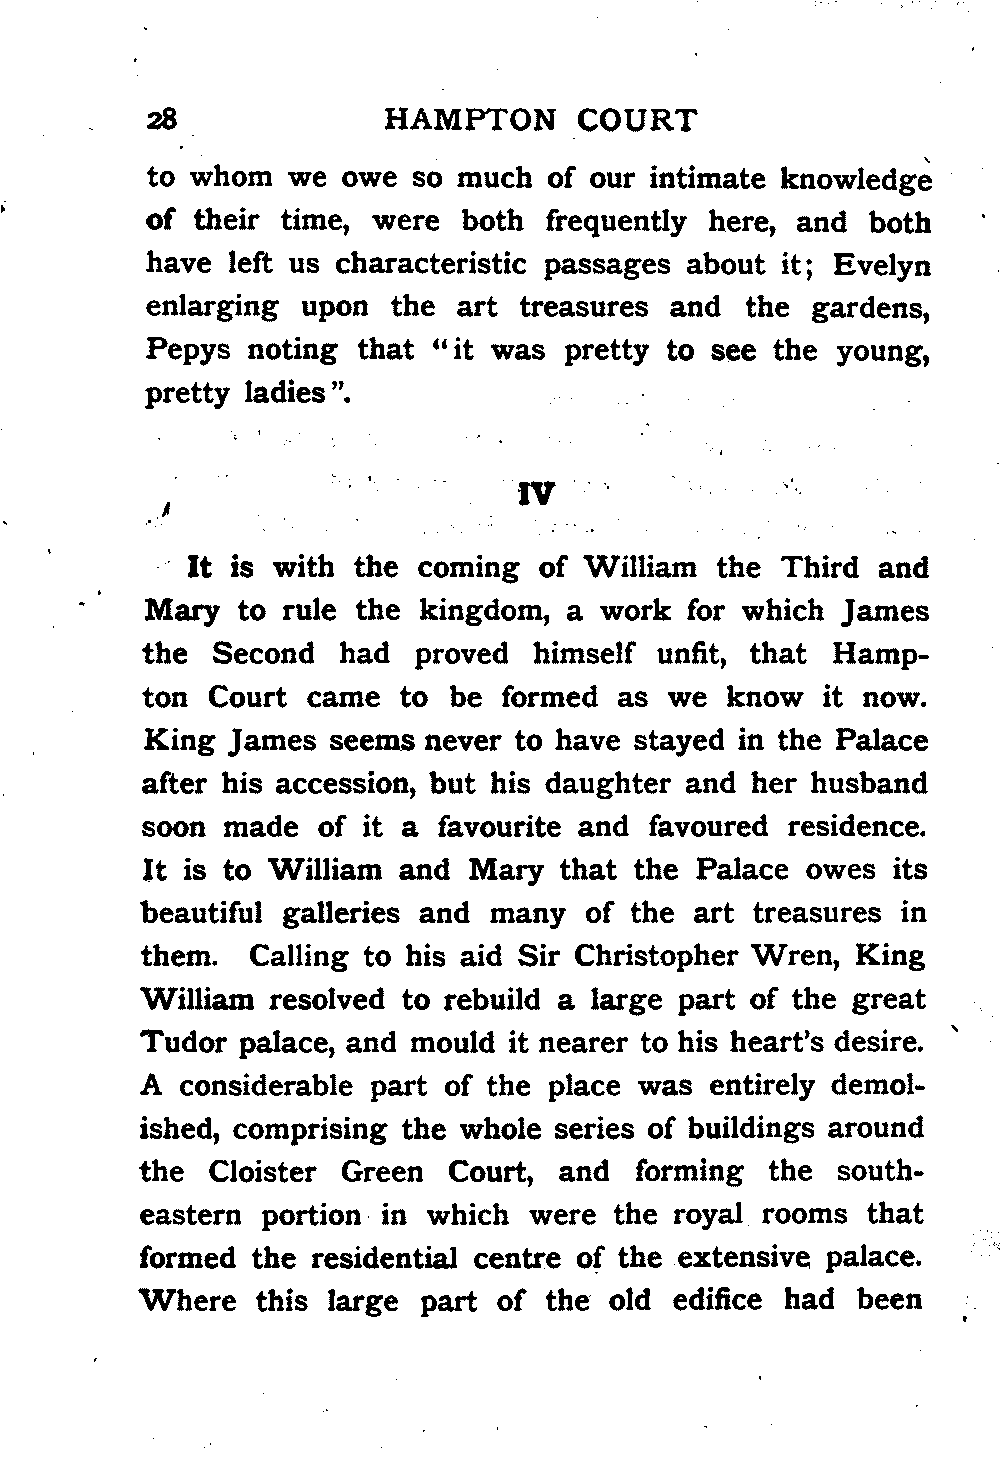 28 HAMPTON COURT
to whom we owe so much of our intimate knowledge
of their time, were both frequently here, and both
have left us characteristic passages about it; Evelyn
enlarging upon the art treasures and the gardens,
Pepys noting that "it was pretty to see the young,
pretty ladies".
IV
It is with the coming of William the Third and
Mary to rule the kingdom, a work for which James
the Second had proved himself unfit, that Hamp-
ton Court came to be formed as we know it now.
King James seems never to have stayed in the Palace
after his accession, but his daughter and her husband
soon made of it a favourite and favoured residence.
It is to William and Mary that the Palace owes its
beautiful galleries and many of the art treasures in
them. Calling to his aid Sir Christopher Wren, King
William resolved to rebuild a large part of the great
Tudor palace, and mould it nearer to his heart's desire.
A considerable part of the place was entirely demol-
ished, comprising the whole series of buildings around
the Cloister Green Court, and forming the south-
eastern portion in which were the royal rooms that
formed the residential centre of the extensive palace.
Where this large part of the old edifice had been